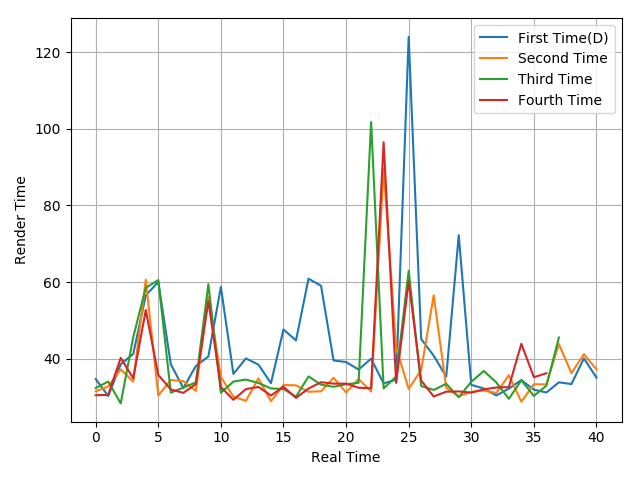 First Time(D)
Second Time
Third Time
Fourth Time
120
100
80
60
40
Render Time
0 5 10 15 20 25 30 35 40
Real Time